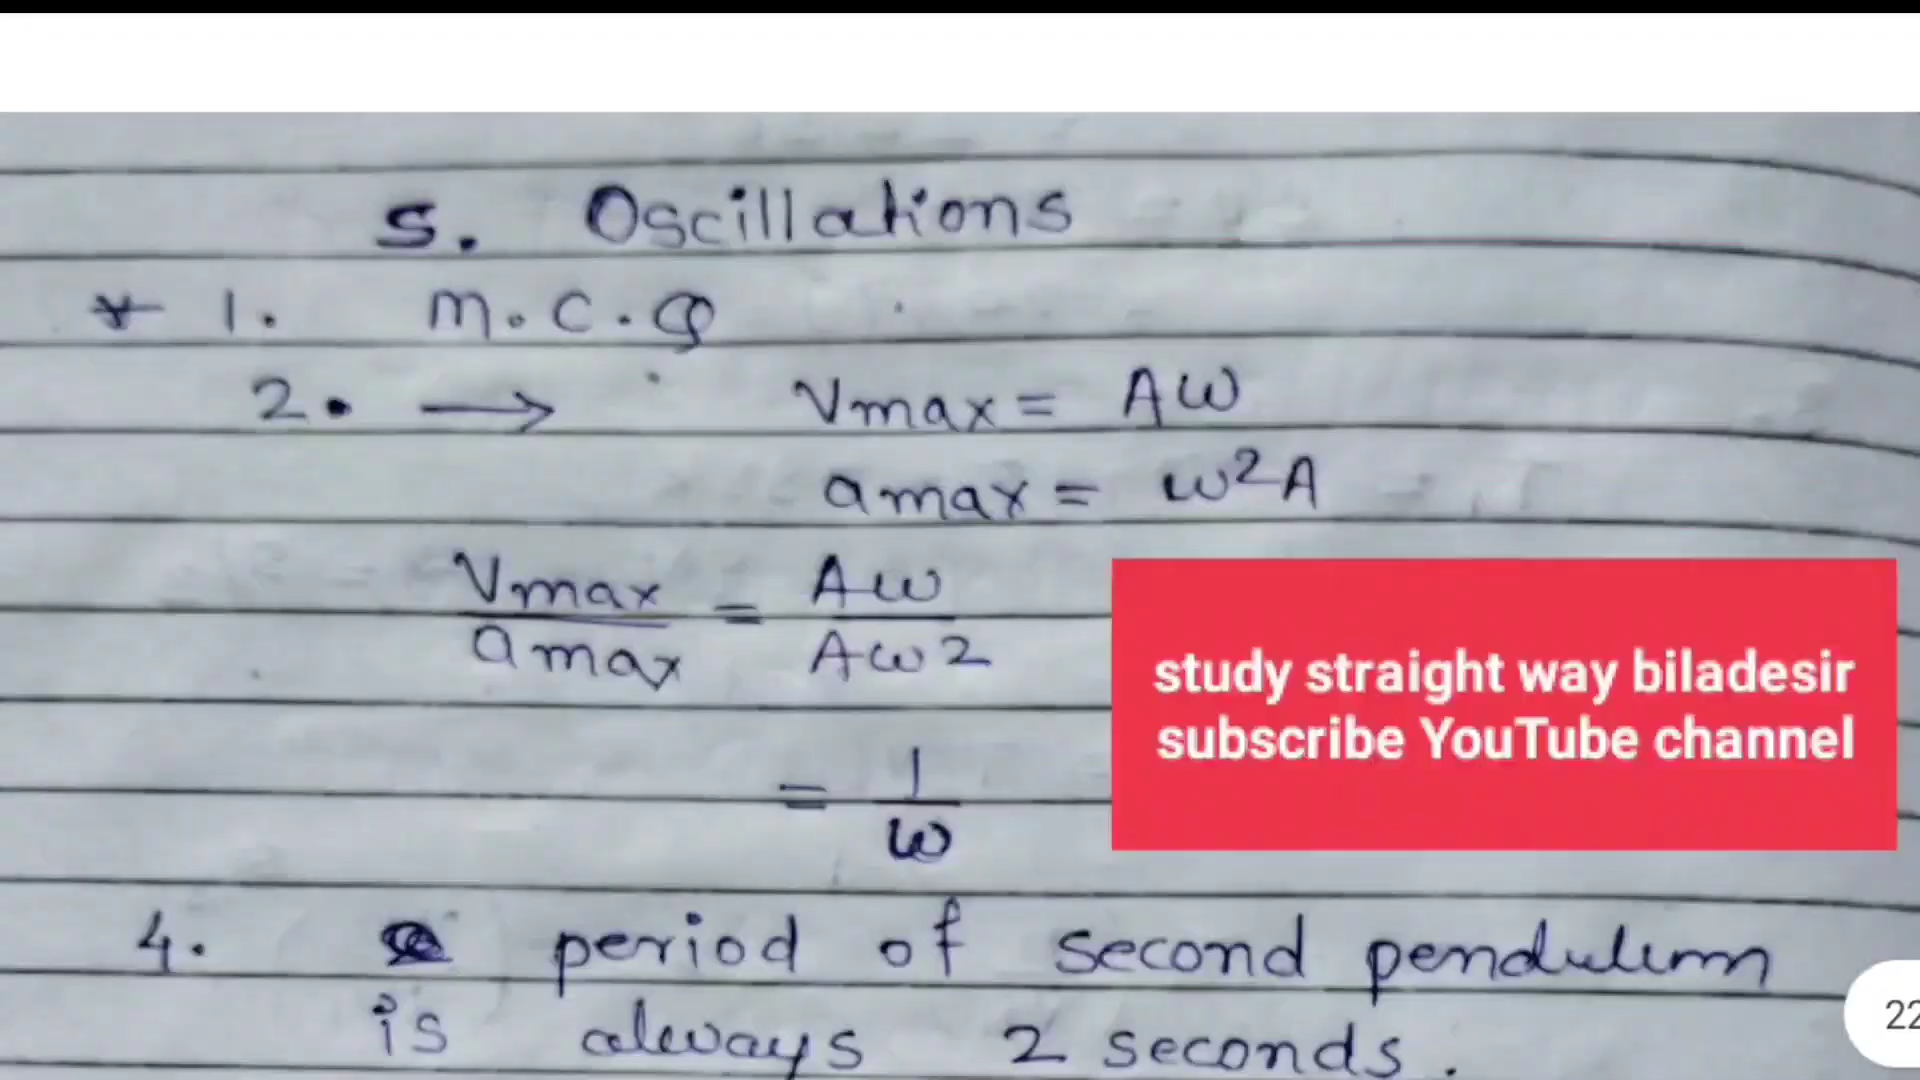 5. Oscillations
* 1. M.C.Q
2. → Vmax = Aω
amax = ω²A
Vmax / amax = Aω / Aω2
= 1 / ω
study straight way biladesir
subscribe YouTube channel
4. period of second pendulum
is always 2 seconds.
22